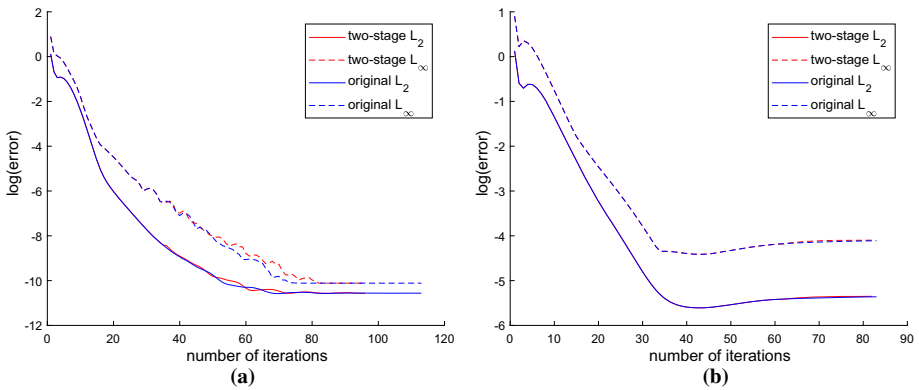 2
0
-2
-4
-6
-8
-10
-12
log(error)
0
20
40
60
80
100
120
number of iterations
two-stage L2
two-stage L∞
original L2
original L∞
(a)
1
0
-1
-2
-3
-4
-5
-6
log(error)
0
10
20
30
40
50
60
70
80
90
number of iterations
two-stage L2
two-stage L∞
original L2
original L∞
(b)